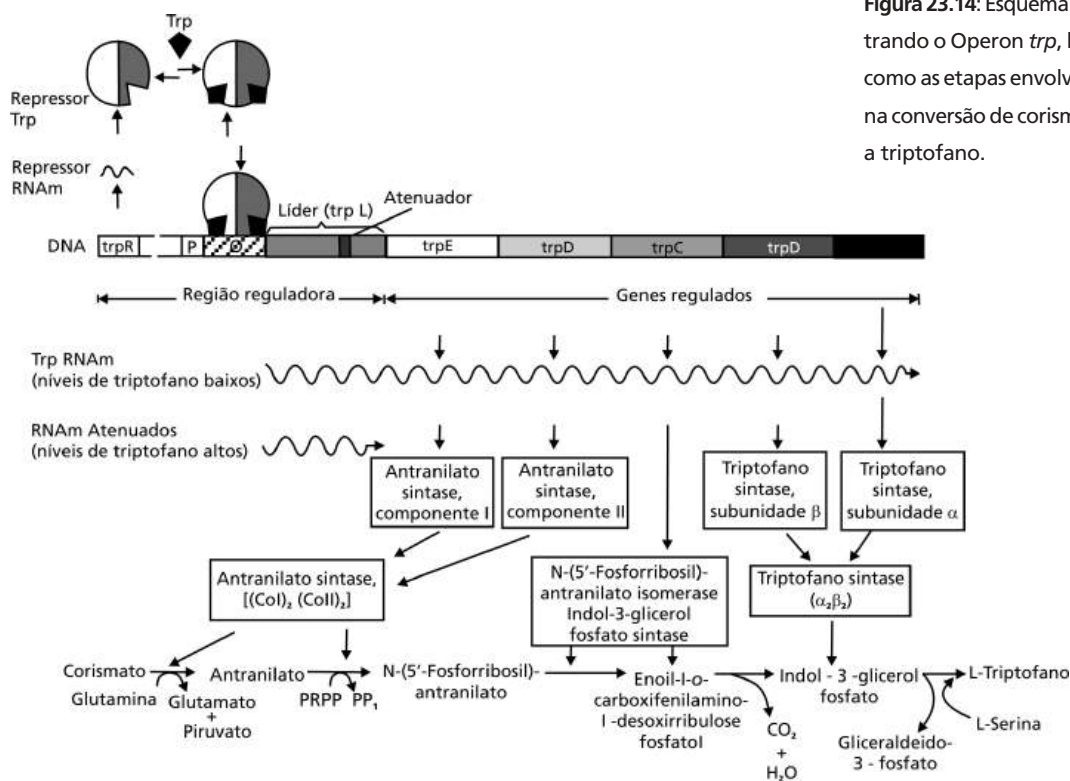 Figura 23.14: Esquema
trando o Operon trp,
como as etapas envolv
na conversão de corism
a triptofano.
Trp
Repressor
Trp
Repressor
RNAm
Líder (trp L)
Atenuador
DNA
trpR
P
Ø
trpE
trpD
trpC
trpD
Região reguladora
Genes regulados
Trp RNAm
(níveis de triptofano baixos)
RNAm Atenuados
(níveis de triptofano altos)
Antranilato
sintase,
componente I
Antranilato
sintase,
componente II
Triptofano
sintase,
subunidade β
Triptofano
sintase,
subunidade α
Antranilato sintase,
[(CoI)₂ (CoII)₂]
N-(5'-Fosforribosil)-
antranilato isomerase
Indol-3-glicerol
fosfato sintase
Triptofano sintase
(α₂β₂)
Corismato
Glutamina
Glutamato
+
Piruvato
Antranilato
PRPP
PP₁
N-(5'-Fosforribosil)-
antranilato
Enoil-I-o-
carboxifenilamino-
I -desoxirribulose
fosfatoI
CO₂
+
H₂O
Indol - 3 -glicerol
fosfato
Gliceraldeido-
3 - fosfato
L-Triptofano
L-Serina